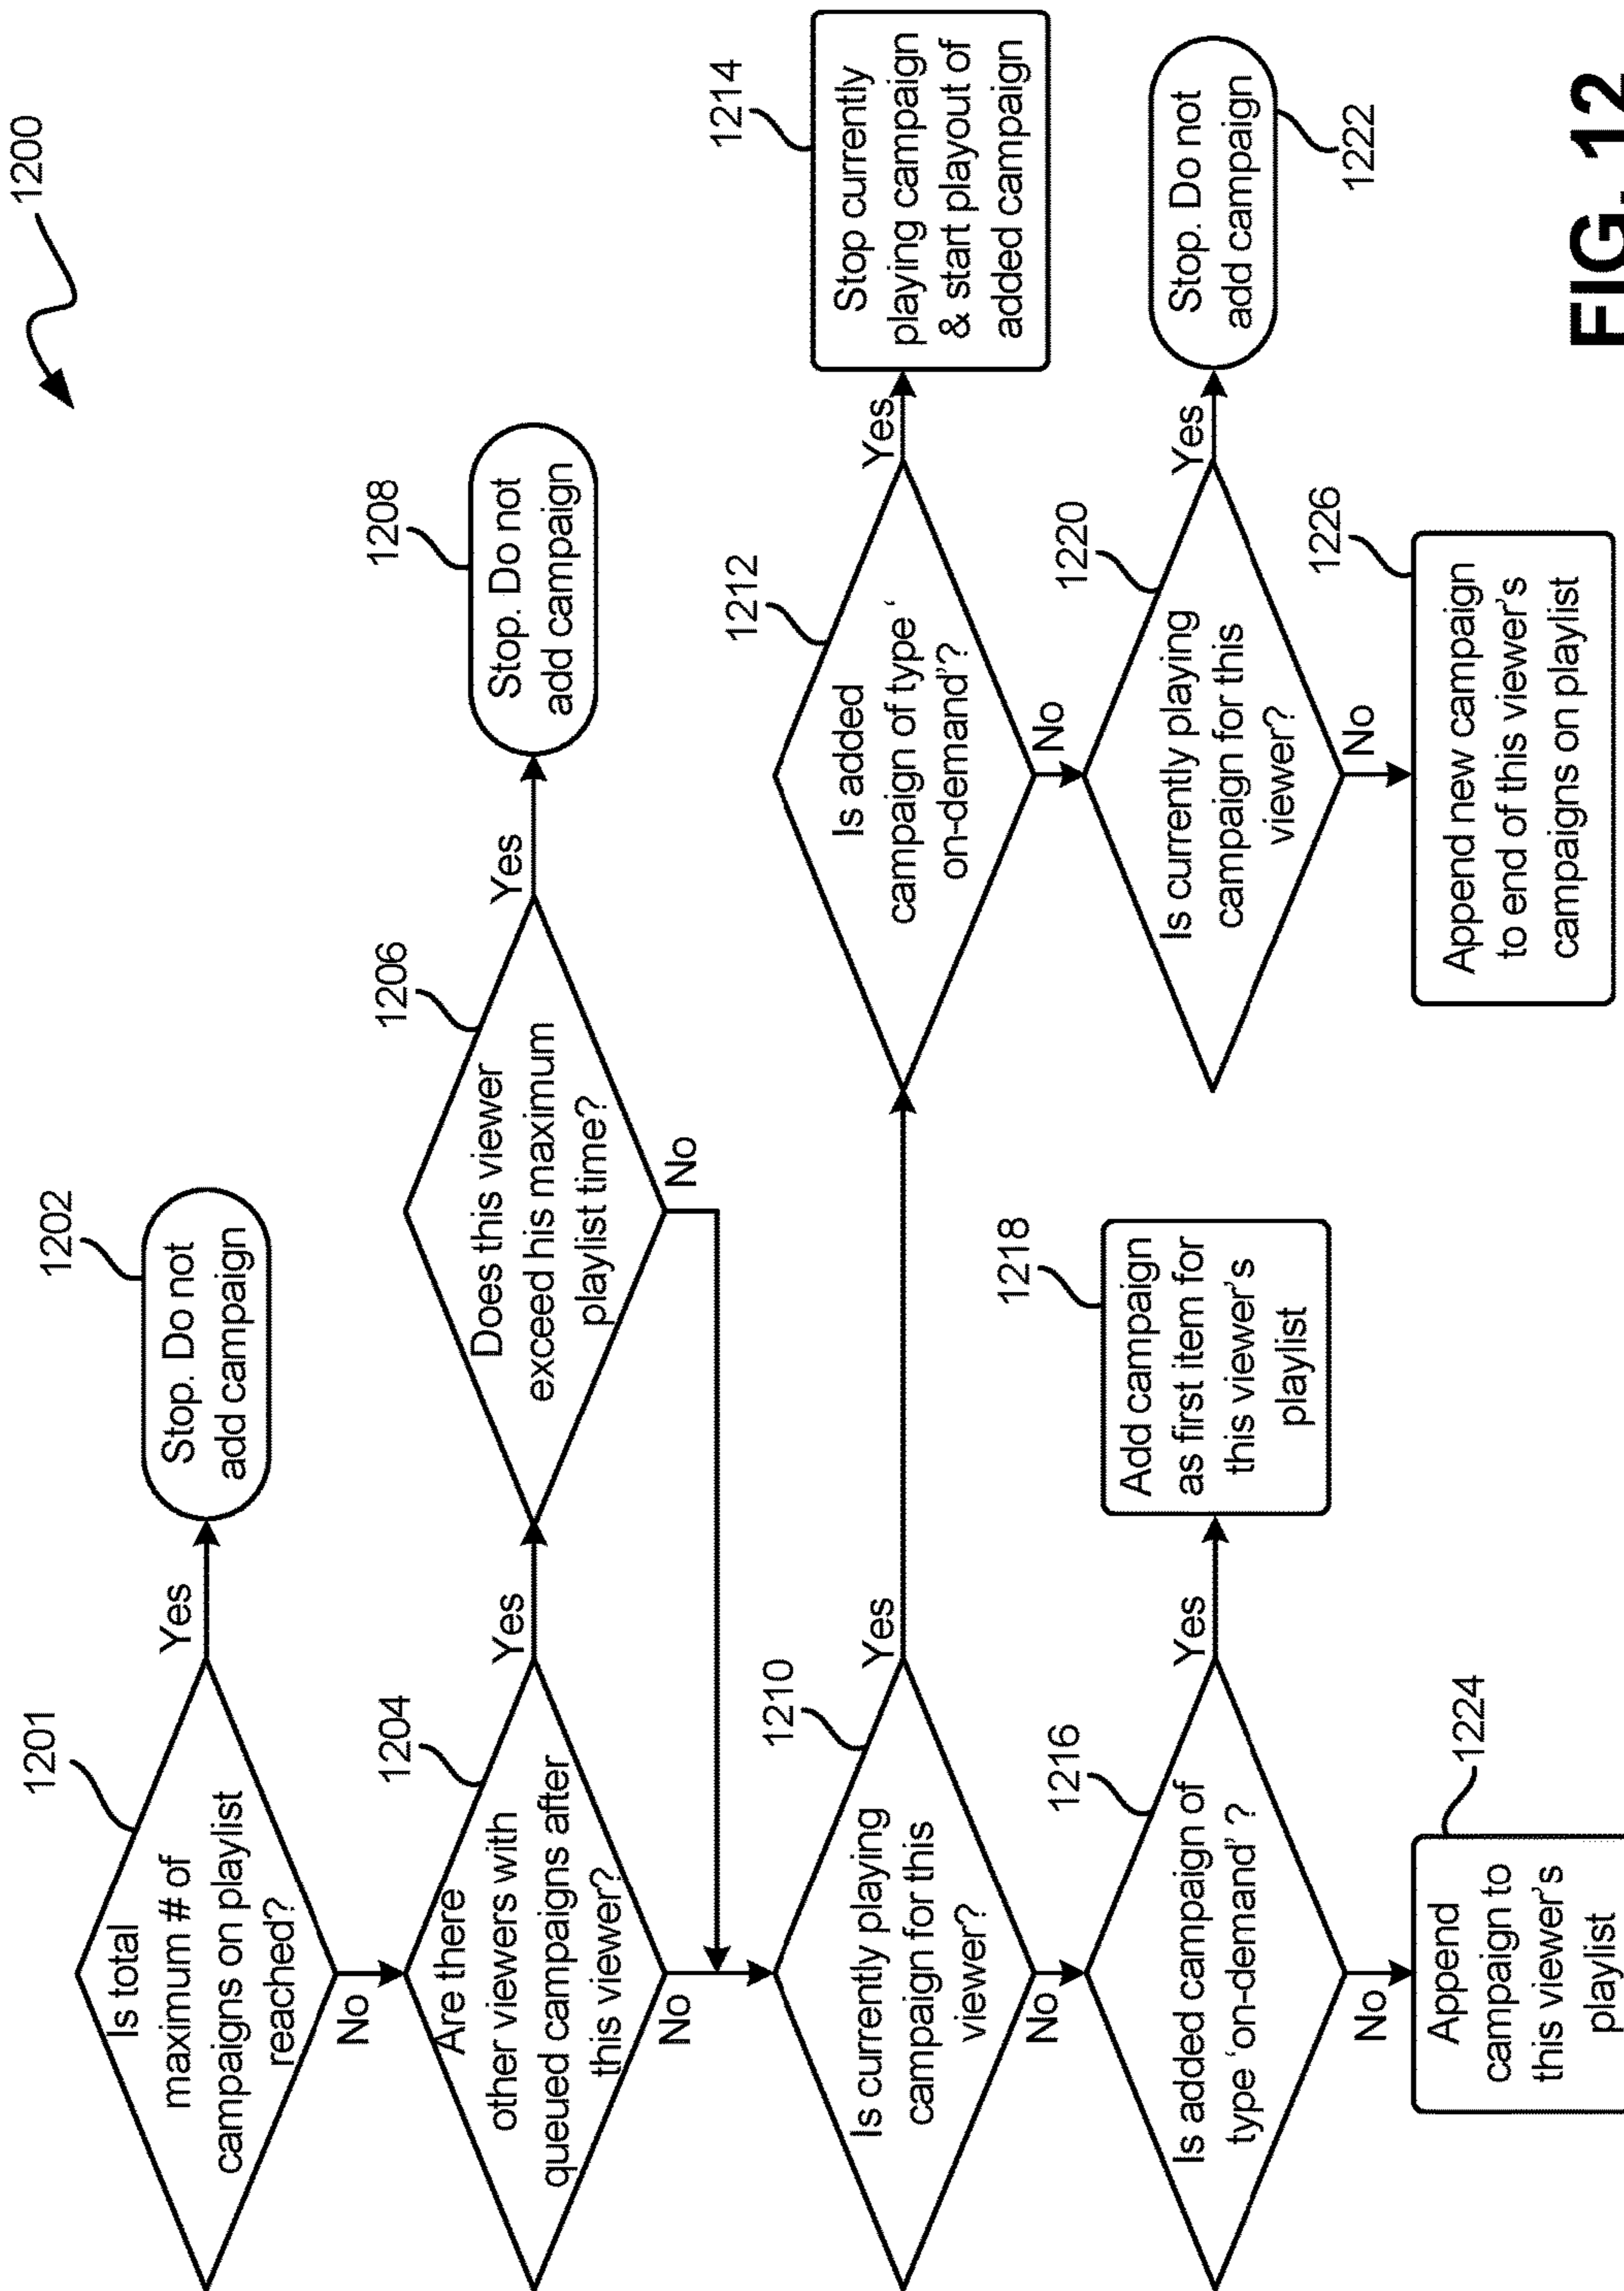 1200
1201
Is total
maximum # of
campaigns on playlist
reached?
Yes
1202
Stop. Do not
add campaign
No
1204
Are there
other viewers with
queued campaigns after
this viewer?
Yes
1206
Does this viewer
exceed his maximum
playlist time?
Yes
1208
Stop. Do not
add campaign
No
No
1210
Is currently playing
campaign for this
viewer?
Yes
1212
Is added
campaign of type ‘
on-demand’?
Yes
1214
Stop currently
playing campaign
& start playout of
added campaign
No
No
1216
Is added campaign of
type ‘on-demand’ ?
Yes
1218
Add campaign
as first item for
this viewer’s
playlist
1220
Is currently playing
campaign for this
viewer?
Yes
Stop. Do not
add campaign
1222
No
No
1224
Append
campaign to
this viewer’s
playlist
1226
Append new campaign
to end of this viewer’s
campaigns on playlist
FIG. 12